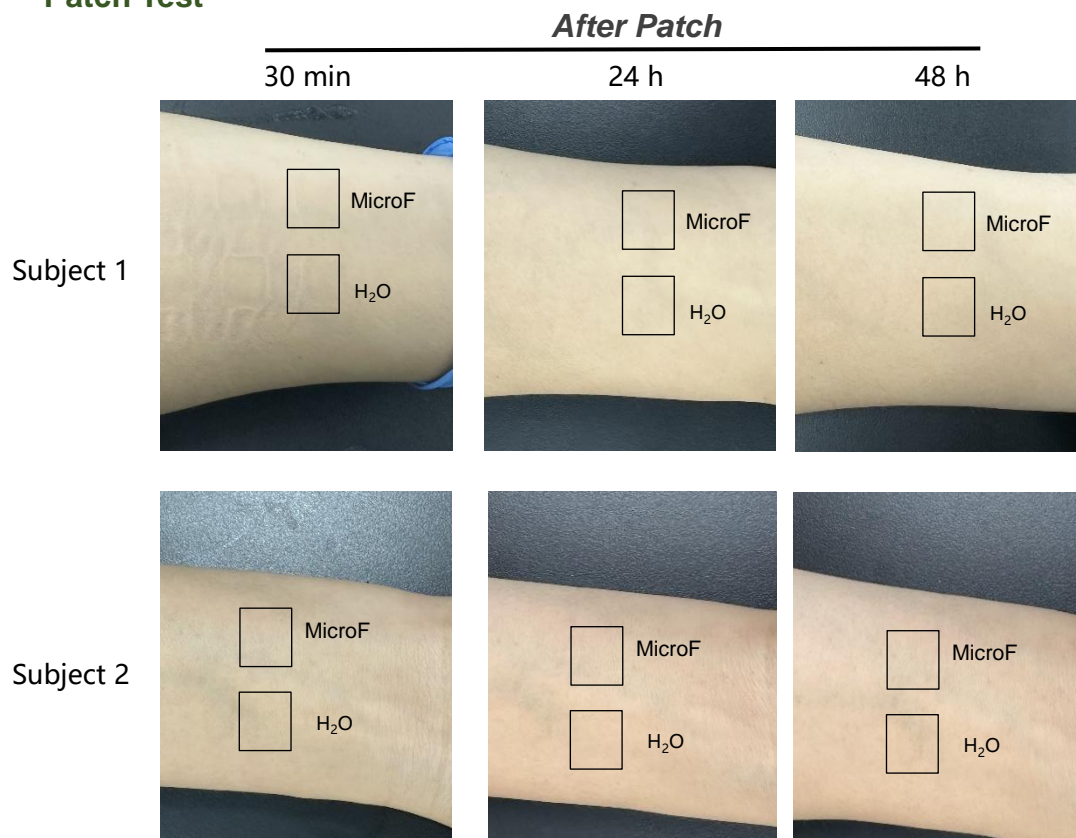 Patch Test
After Patch
30 min 24 h 48 h
MicroF MicroF MicroF
Subject 1
H₂O H₂O H₂O
MicroF MicroF MicroF
Subject 2
H₂O H₂O H₂O